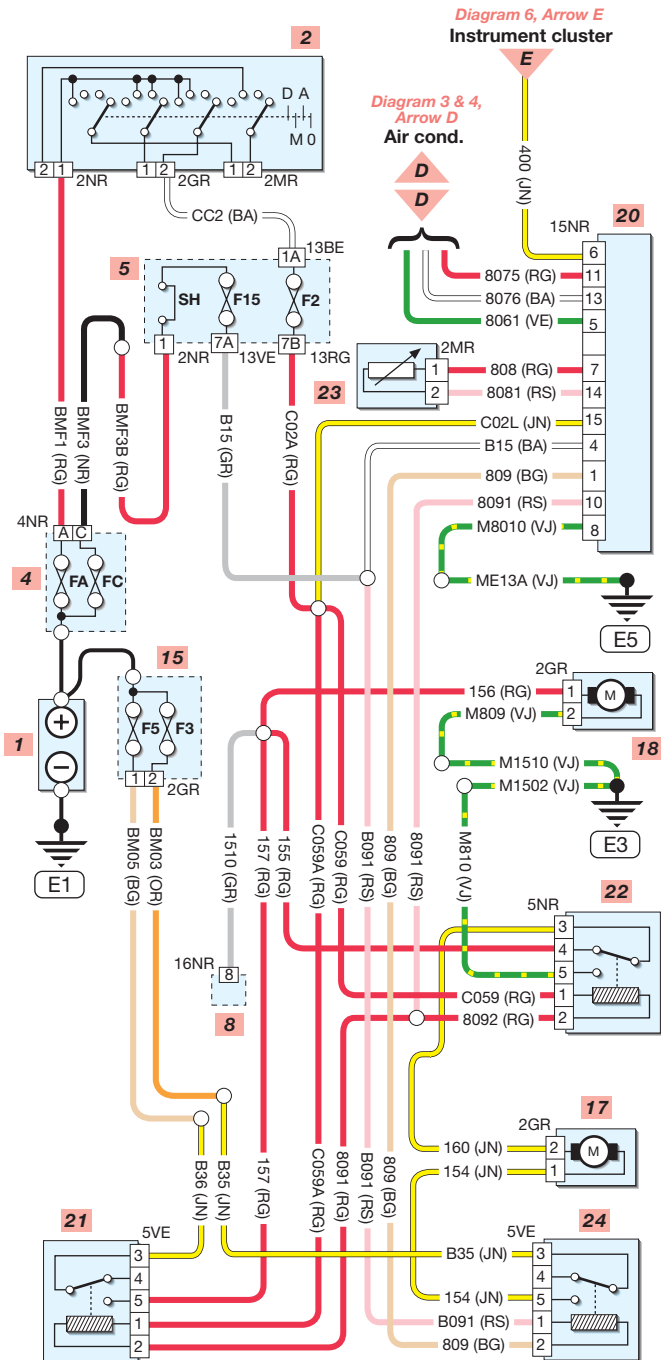 Diagram 6, Arrow E
Instrument cluster
E
2
D A
M 0
2 1
2NR
1 2
2GR
1 2
2MR
Diagram 3 & 4,
Arrow D
Air cond.
D
D
400 (JN)
CC2 (BA)
15NR
20
6
8075 (RG)
11
8076 (BA)
13
8061 (VE)
5
5
1A
13BE
SH
F15
F2
1
2NR
7A
13VE
7B
13RG
23
2MR
1
808 (RG)
7
2
8081 (RS)
14
C02L (JN)
15
B15 (BA)
4
809 (BG)
1
8091 (RS)
10
M8010 (VJ)
8
ME13A (VJ)
E5
BMF1 (RG)
BMF3 (NR)
BMF3B (RG)
B15 (GR)
C02A (RG)
4NR
A C
4
FA
FC
15
F5
F3
1 2
2GR
1
+
−
E1
2GR
156 (RG)
1
M809 (VJ)
2
M
18
M1510 (VJ)
M1502 (VJ)
E3
BM05 (BG)
BM03 (OR)
1510 (GR)
157 (RG)
155 (RG)
C059A (RG)
C059 (RG)
B091 (RS)
809 (BG)
8091 (RS)
M810 (VJ)
16NR
8
8
22
5NR
3
4
5
C059 (RG)
1
8092 (RG)
2
17
2GR
160 (JN)
2
154 (JN)
1
M
B36 (JN)
B35 (JN)
157 (RG)
C059A (RG)
8091 (RG)
B091 (RS)
809 (BG)
21
5VE
3
4
5
1
2
24
5VE
B35 (JN)
3
4
154 (JN)
5
B091 (RS)
1
809 (BG)
2